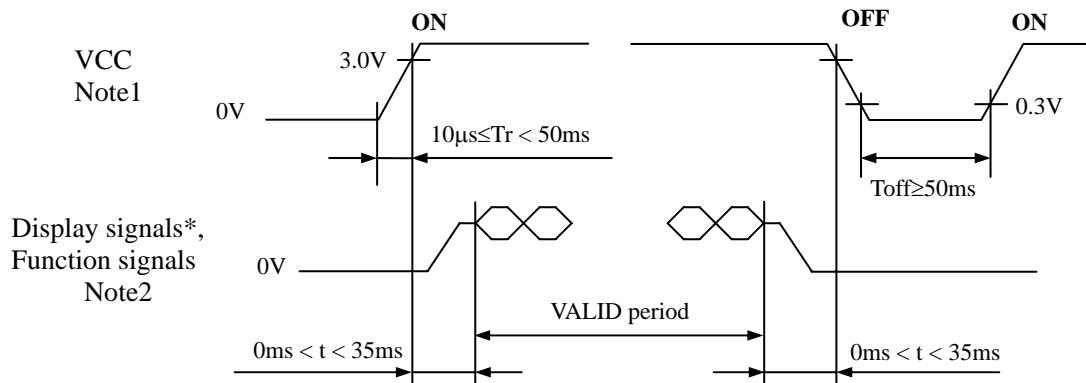 ON
OFF
ON
VCC
Note1
3.0V
0V
0.3V
10μs≤Tr < 50ms
Toff≥50ms
Display signals*,
Function signals
Note2
0V
VALID period
0ms < t < 35ms
0ms < t < 35ms